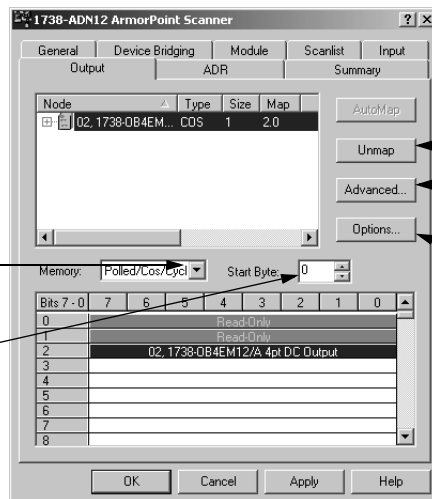 1738-ADN12 ArmorPoint Scanner
General Device Bridging Module Scanlist Input
Output ADR Summary
Node Type Size Map
02, 1738-OB4EM... COS 1 2.0
AutoMap
Unmap
Advanced...
Options...
Memory: Polled/Cos/Cycl Start Byte: 0
Bits 7 - 0 7 6 5 4 3 2 1 0
0 Read-Only
1 Read-Only
2 02, 1738-OB4EM12/A 4pt DC Output
3
4
5
6
7
8
OK Cancel Apply Help